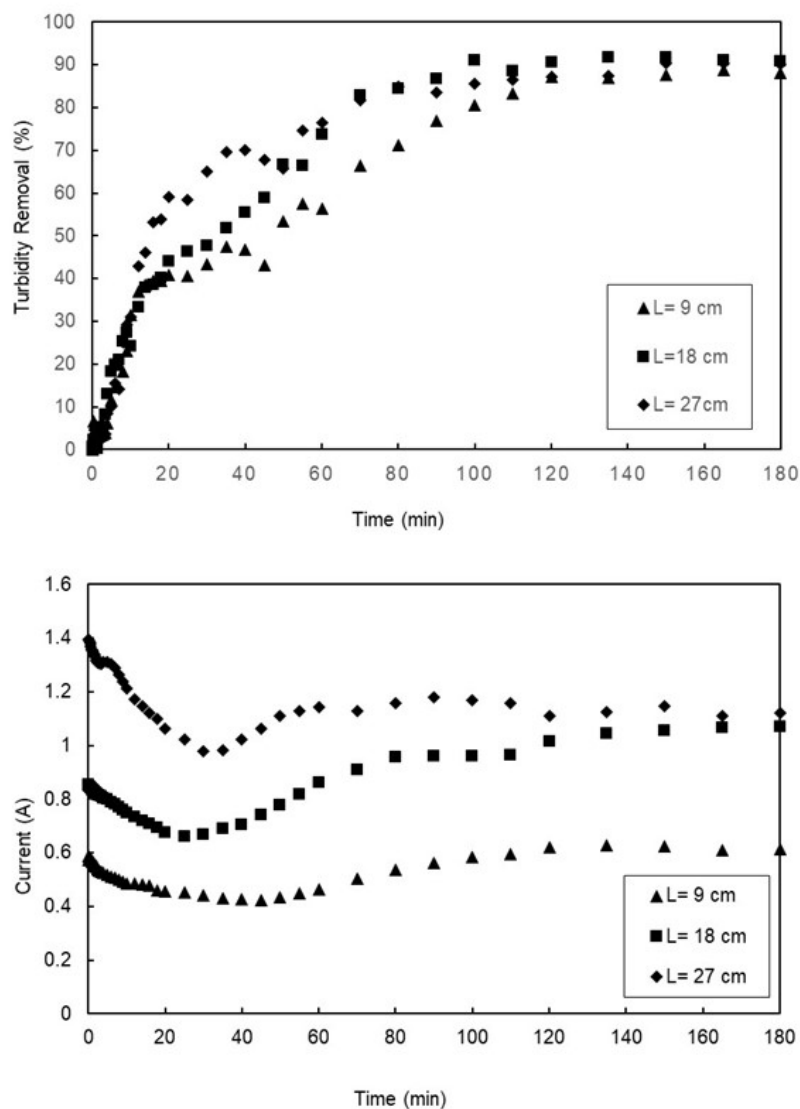 100
90
80
70
60
50
40
30
20
10
0
Turbidity Removal (%)
L= 9 cm
L=18 cm
L= 27cm
0 20 40 60 80 100 120 140 160 180
Time (min)
1.6
1.4
1.2
1
0.8
0.6
0.4
0.2
0
Current (A)
L= 9 cm
L= 18 cm
L= 27 cm
0 20 40 60 80 100 120 140 160 180
Time (min)